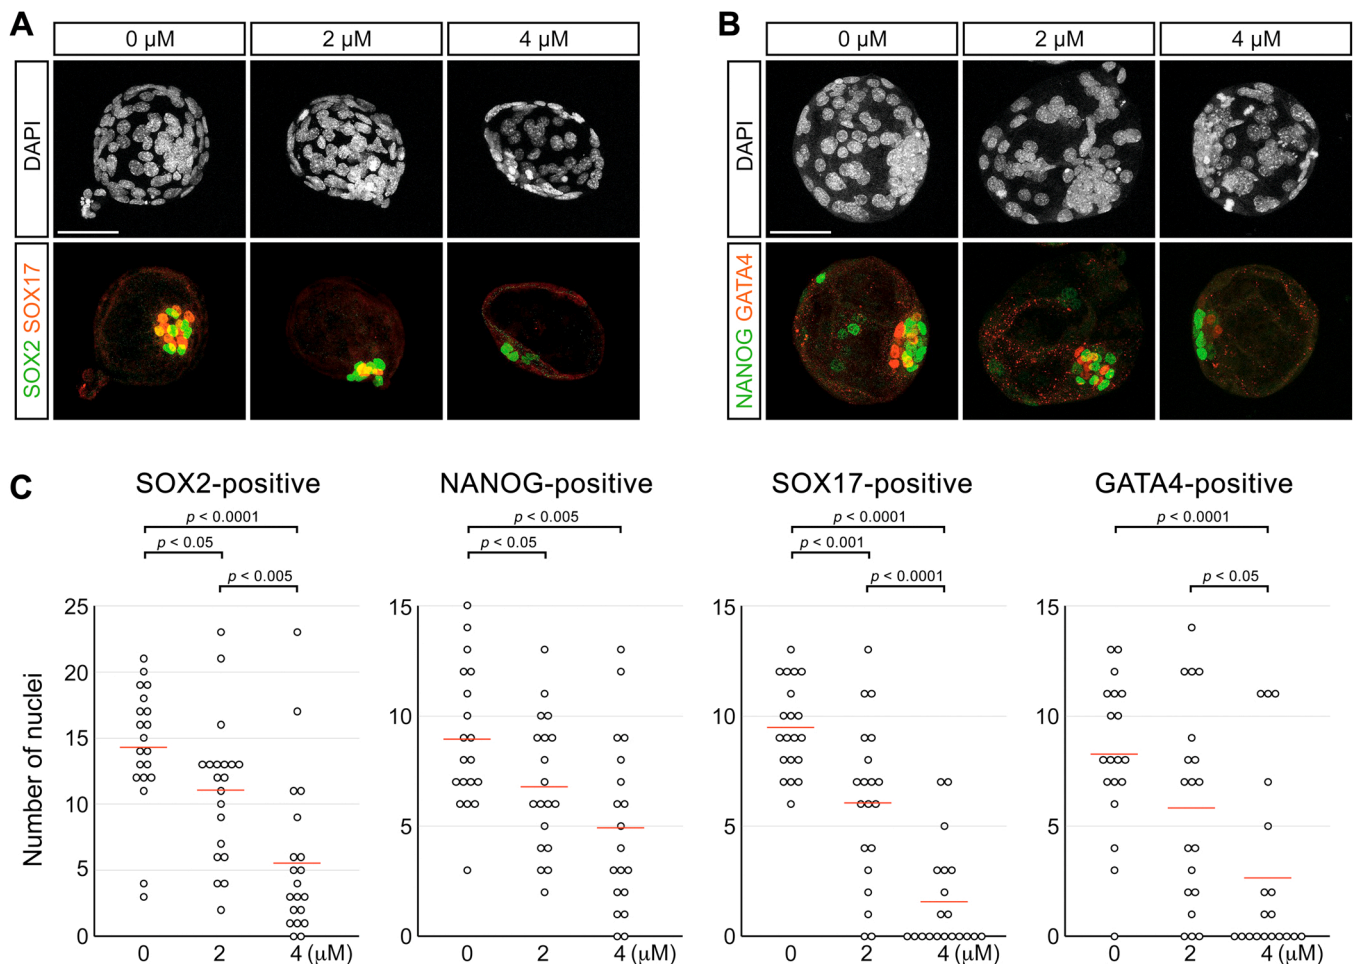 A
0 µM 2 µM 4 µM
DAPI
SOX2 SOX17
B
0 µM 2 µM 4 µM
DAPI
NANOG GATA4
C
SOX2-positive NANOG-positive SOX17-positive GATA4-positive
p < 0.0001 p < 0.005 p < 0.0001 p < 0.0001
p < 0.05 p < 0.05 p < 0.001
p < 0.005 p < 0.0001 p < 0.05
Number of nuclei
25 15 15 15
20
15 10 10 10
10
5 5 5 5
0 0 0 0
0 2 4 (µM) 0 2 4 (µM) 0 2 4 (µM) 0 2 4 (µM)